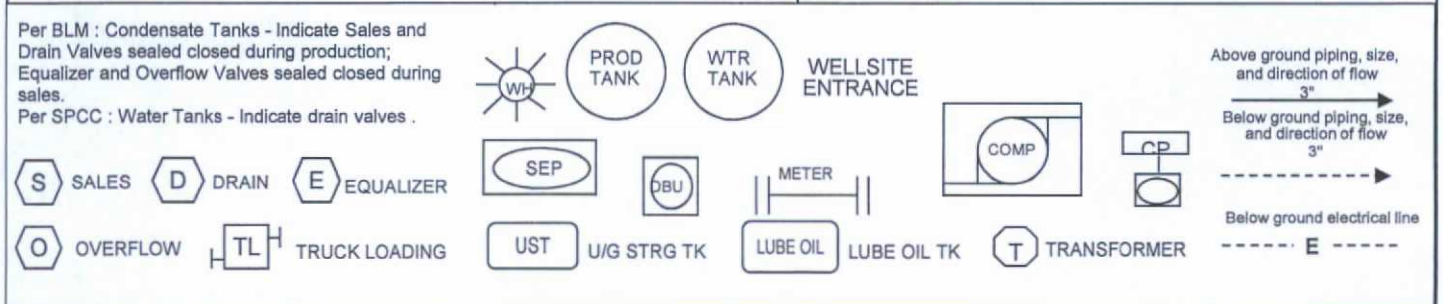 Per BLM : Condensate Tanks - Indicate Sales and
Drain Valves sealed closed during production;
Equalizer and Overflow Valves sealed closed during
sales.
Per SPCC : Water Tanks - Indicate drain valves .
WH
PROD
TANK
WTR
TANK
WELLSITE
ENTRANCE
Above ground piping, size,
and direction of flow
3"
Below ground piping, size,
and direction of flow
3"
S SALES D DRAIN E EQUALIZER
SEP
DBU
METER
COMP
CP
Below ground electrical line
E
O OVERFLOW TL TRUCK LOADING
UST U/G STRG TK
LUBE OIL LUBE OIL TK
T TRANSFORMER